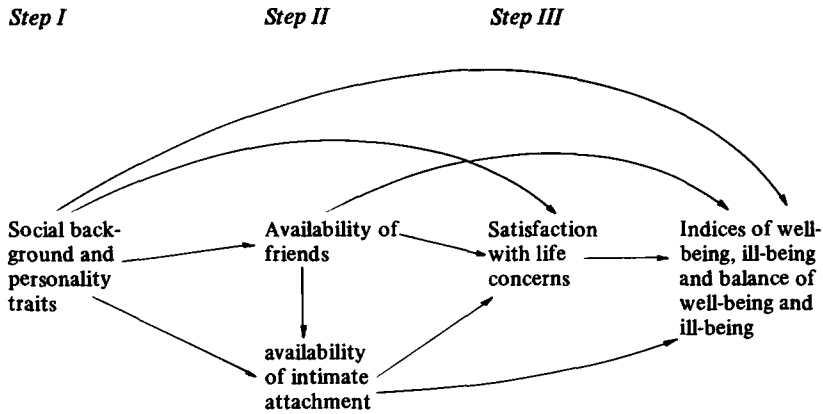 Step I
Step II
Step III
Social back-
ground and
personality
traits
Availability of
friends
availability
of intimate
attachment
Satisfaction
with life
concerns
Indices of well-
being, ill-being
and balance of
well-being and
ill-being